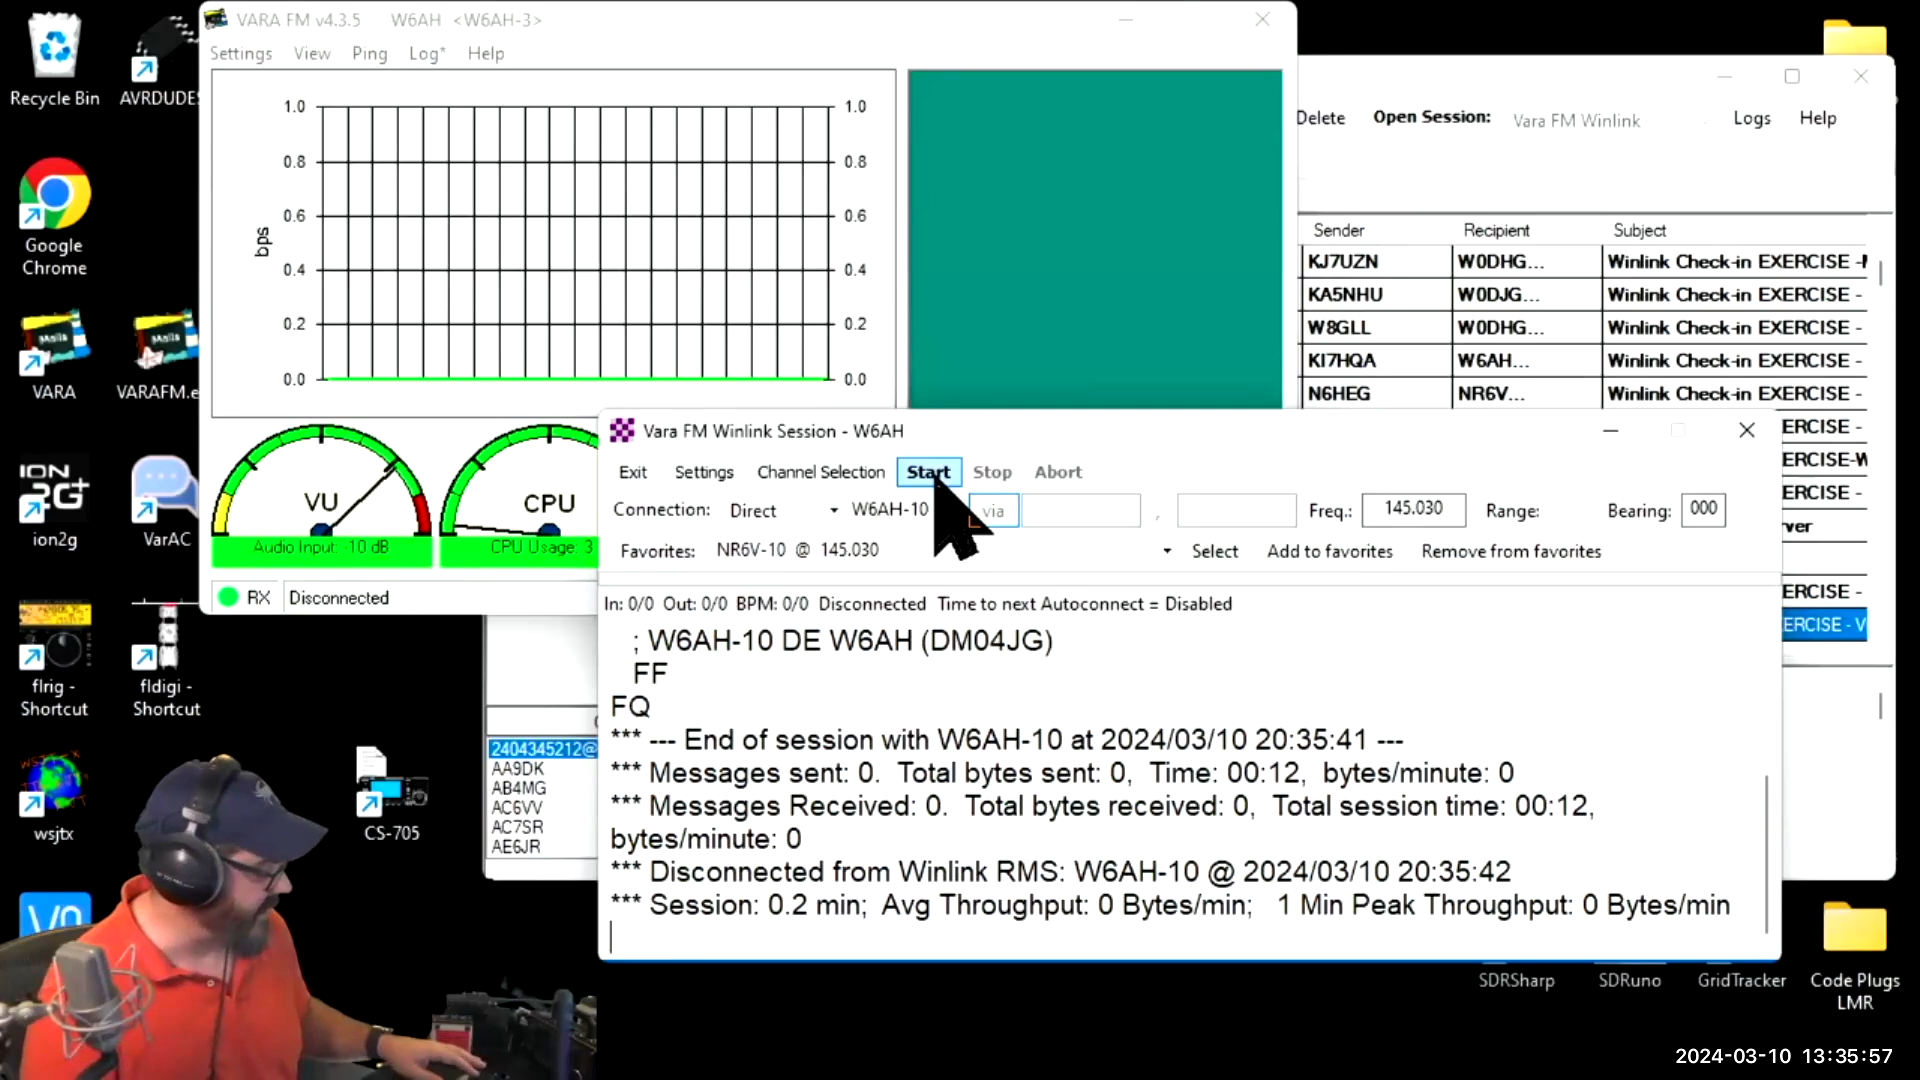 Recycle Bin
AVRDUDE
Google
Chrome
VARA
VARAFM.e
ION
2G+
ion2g
VarAC
flrig -
Shortcut
fldigi -
Shortcut
wsjtx
CS-705
VARA FM v4.3.5 W6AH <W6AH-3>
Settings View Ping Log* Help
1.0 1.0
0.8 0.8
0.6 0.6
bps
0.4 0.4
0.2 0.2
0.0 0.0
VU CPU
Audio Input: -10 dB CPU Usage: 3
RX Disconnected
Delete Open Session: Vara FM Winlink Logs Help
Sender Recipient Subject
KJ7UZN W0DHG... Winlink Check-in EXERCISE -
KA5NHU W0DJG... Winlink Check-in EXERCISE -
W8GLL W0DHG... Winlink Check-in EXERCISE -
KI7HQA W6AH... Winlink Check-in EXERCISE -
N6HEG NR6V... Winlink Check-in EXERCISE -
ERCISE -
ERCISE-W
ERCISE -
ver
ERCISE -
ERCISE - V
2404345212@
AA9DK
AB4MG
AC6VV
AC7SR
AE6JR
Vara FM Winlink Session - W6AH
Exit Settings Channel Selection Start Stop Abort
Connection: Direct W6AH-10 via , Freq.: 145.030 Range: Bearing: 000
Favorites: NR6V-10 @ 145.030 Select Add to favorites Remove from favorites
In: 0/0 Out: 0/0 BPM: 0/0 Disconnected Time to next Autoconnect = Disabled
; W6AH-10 DE W6AH (DM04JG)
FF
FQ
*** --- End of session with W6AH-10 at 2024/03/10 20:35:41 ---
*** Messages sent: 0. Total bytes sent: 0, Time: 00:12, bytes/minute: 0
*** Messages Received: 0. Total bytes received: 0, Total session time: 00:12,
bytes/minute: 0
*** Disconnected from Winlink RMS: W6AH-10 @ 2024/03/10 20:35:42
*** Session: 0.2 min; Avg Throughput: 0 Bytes/min; 1 Min Peak Throughput: 0 Bytes/min
SDRSharp SDRuno GridTracker Code Plugs
LMR
2024-03-10 13:35:57